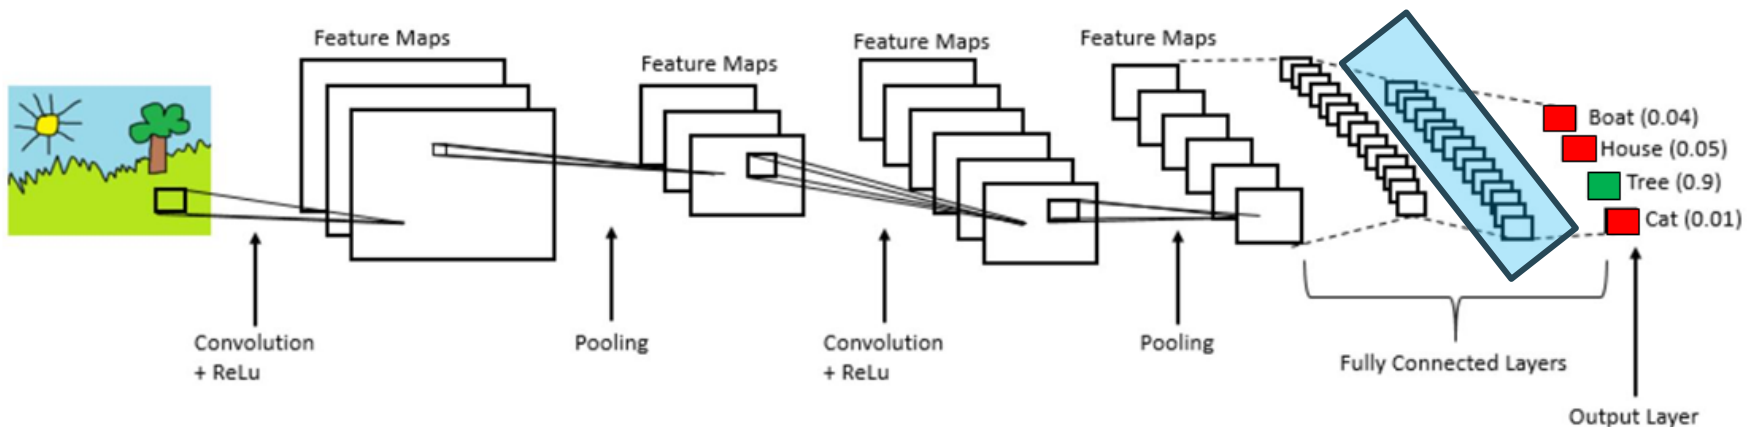 Feature Maps
Feature Maps
Feature Maps
Feature Maps
Boat (0.04)
House (0.05)
Tree (0.9)
Cat (0.01)
Convolution
+ ReLu
Pooling
Convolution
+ ReLu
Pooling
Fully Connected Layers
Output Layer